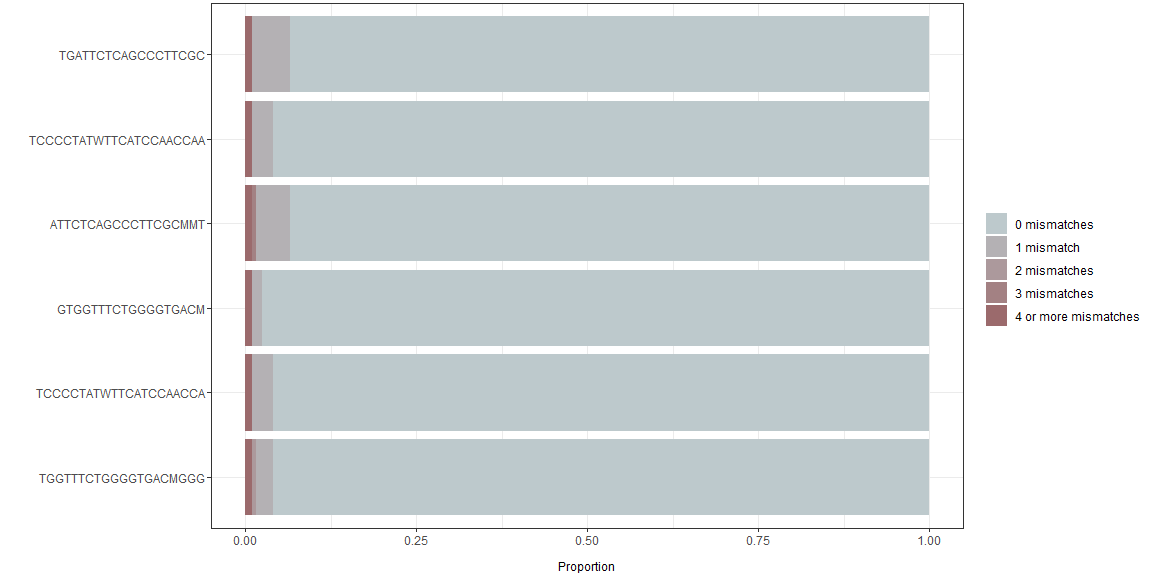 TGATTCTCAGCCCTTCGC
TCCCCTATWTTCATCCAACCAA
ATTCTCAGCCCTTCGCMMT
GTGGTTTCTGGGGTGACM
TCCCCTATWTTCATCCAACCA
TGGTTTCTGGGGTGACMGGG
0.00 0.25 0.50 0.75 1.00
Proportion
0 mismatches
1 mismatch
2 mismatches
3 mismatches
4 or more mismatches